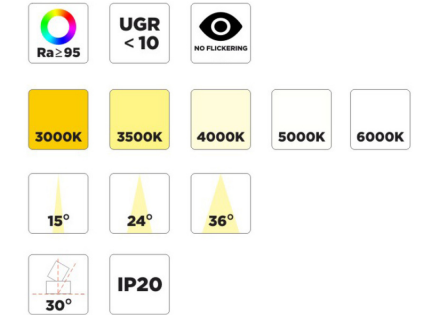 Ra≥95
UGR
<10
NO FLICKERING
3000K
3500K
4000K
5000K
6000K
15°
24°
36°
30°
IP20